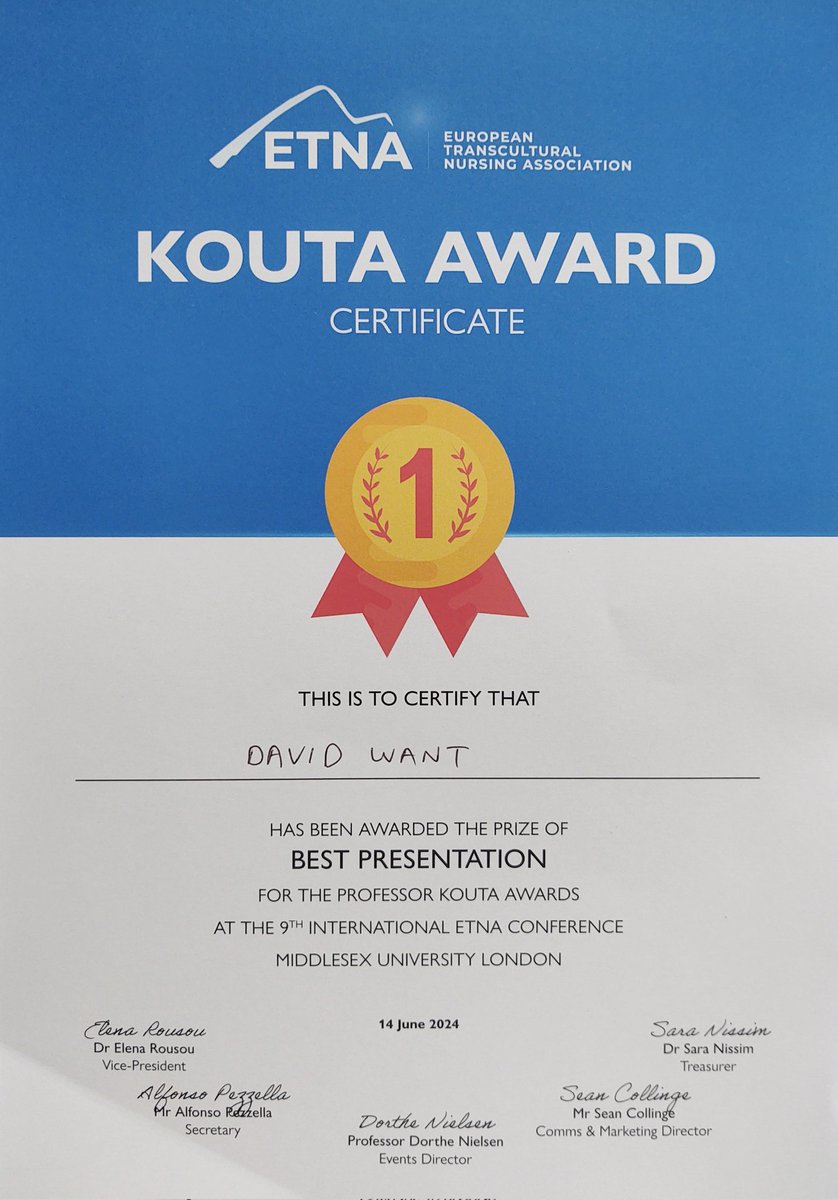 ETNA
EUROPEAN
TRANSCULTURAL
NURSING ASSOCIATION
KOUTA AWARD
CERTIFICATE
1
THIS IS TO CERTIFY THAT
DAVID WANT
HAS BEEN AWARDED THE PRIZE OF
BEST PRESENTATION
FOR THE PROFESSOR KOUTA AWARDS
AT THE 9TH INTERNATIONAL ETNA CONFERENCE
MIDDLESEX UNIVERSITY LONDON
14 June 2024
Elena Rousou
Dr Elena Rousou
Vice-President
Sara Nissim
Dr Sara Nissim
Treasurer
Alfonso Pezzella
Mr Alfonso Pezzella
Secretary
Sean Collinge
Mr Sean Collinge
Comms & Marketing Director
Dorthe Nielsen
Professor Dorthe Nielsen
Events Director